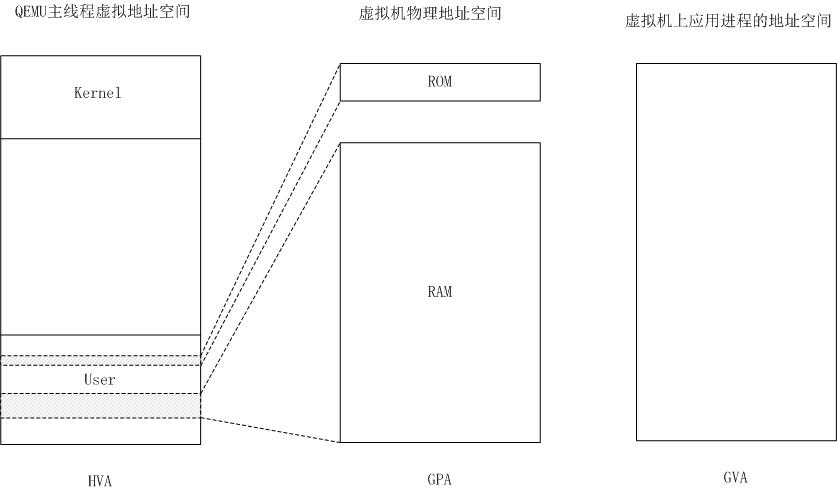 QEMU主线程虚拟地址空间
虚拟机物理地址空间
虚拟机上应用进程的地址空间
Kernel
ROM
RAM
User
HVA
GPA
GVA